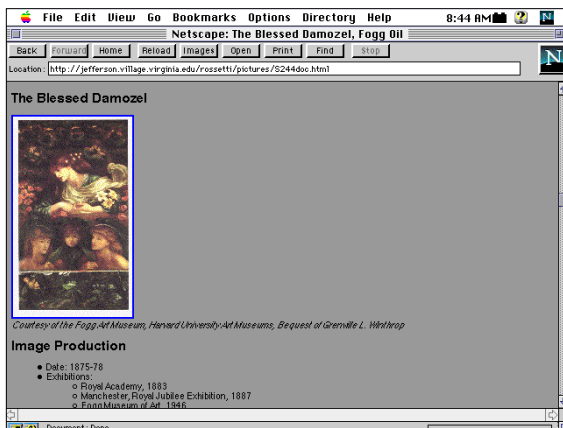 File Edit View Go Bookmarks Options Directory Help 8:44 AM
Netscape: The Blessed Damozel, Fogg Oil
Back Forward Home Reload Images Open Print Find Stop
N
Location: http://jefferson.village.virginia.edu/rossetti/pictures/S244doc.html
The Blessed Damozel
Courtesy of the Fogg Art Museum, Harvard University Art Museums, Bequest of Grenville L. Winthrop
Image Production
Date: 1875-78
Exhibitions:
Royal Academy, 1883
Manchester, Royal Jubilee Exhibition, 1887
Fogg Museum of Art, 1946
Document: Done